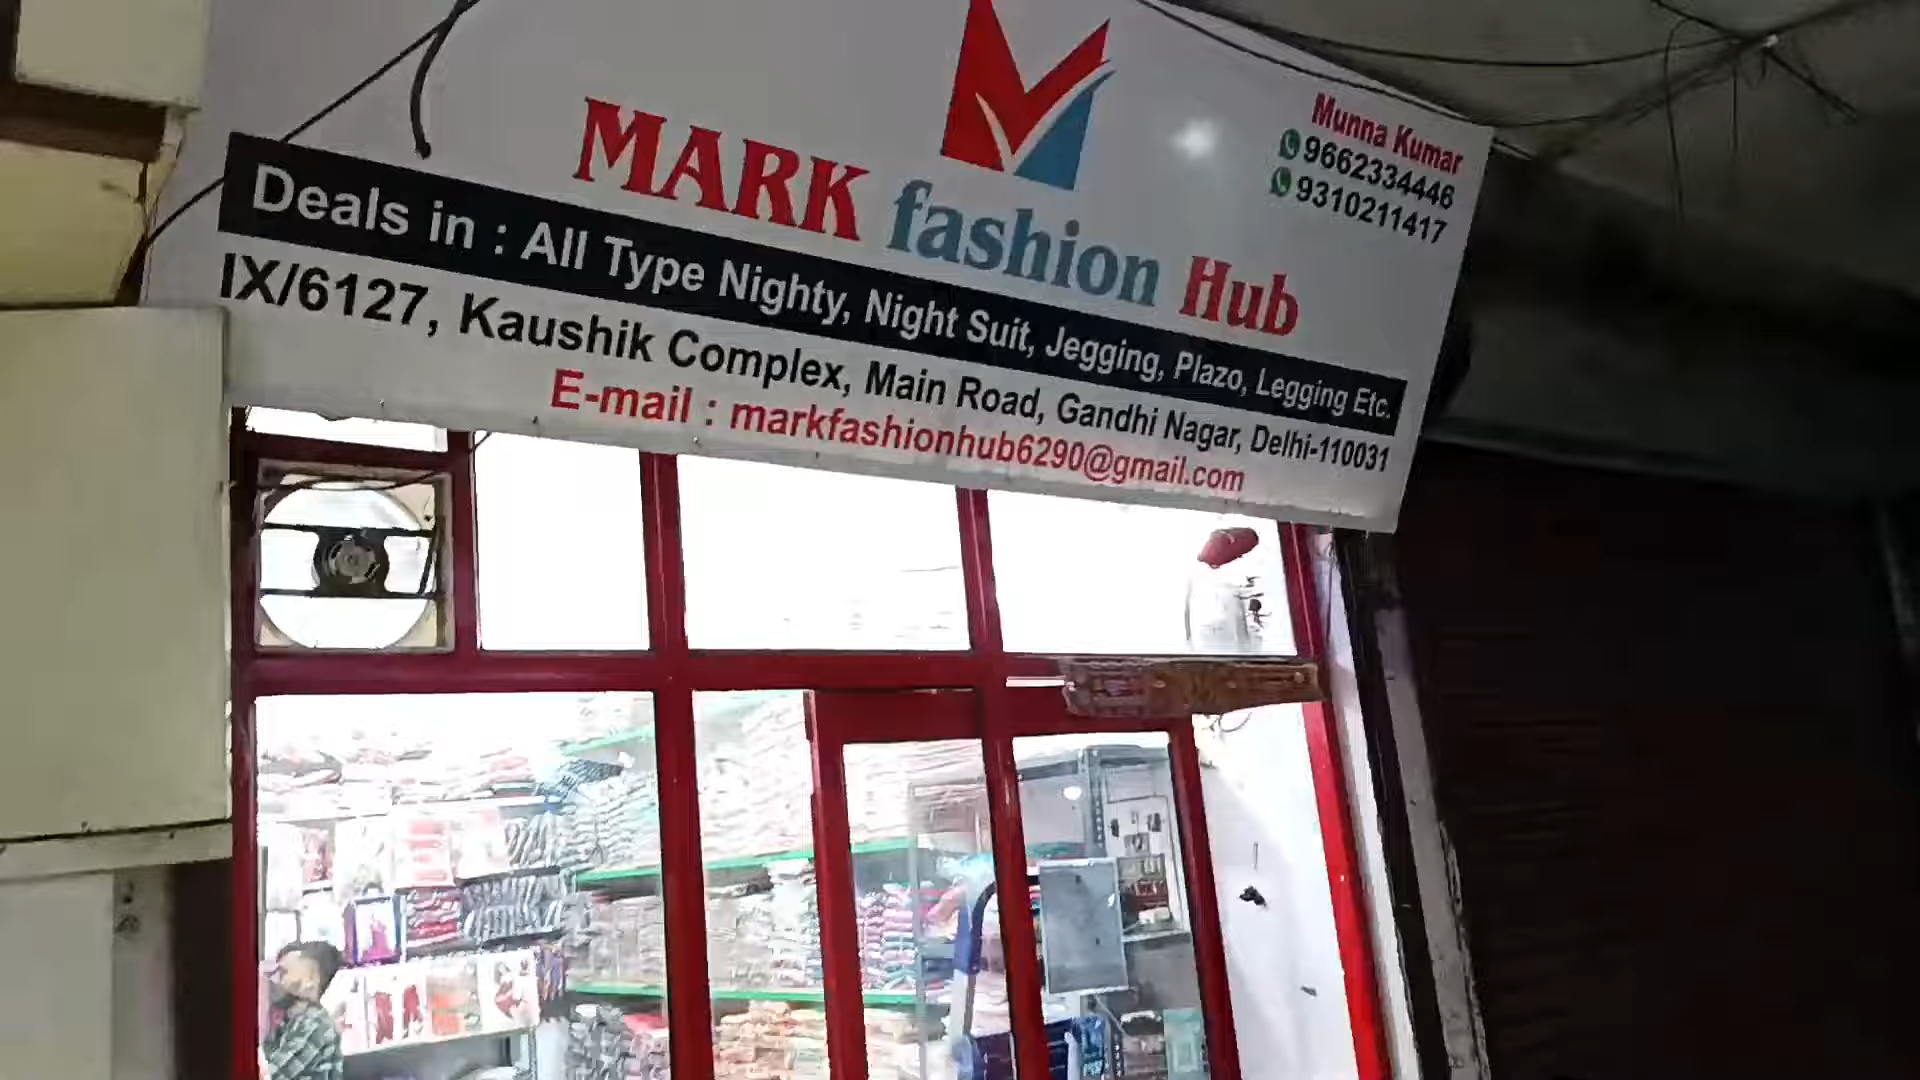 MARK fashion Hub
Munna Kumar
9662334446
9310211417
Deals in : All Type Nighty, Night Suit, Jegging, Plazo, Legging Etc.
IX/6127, Kaushik Complex, Main Road, Gandhi Nagar, Delhi-110031
E-mail : markfashionhub6290@gmail.com